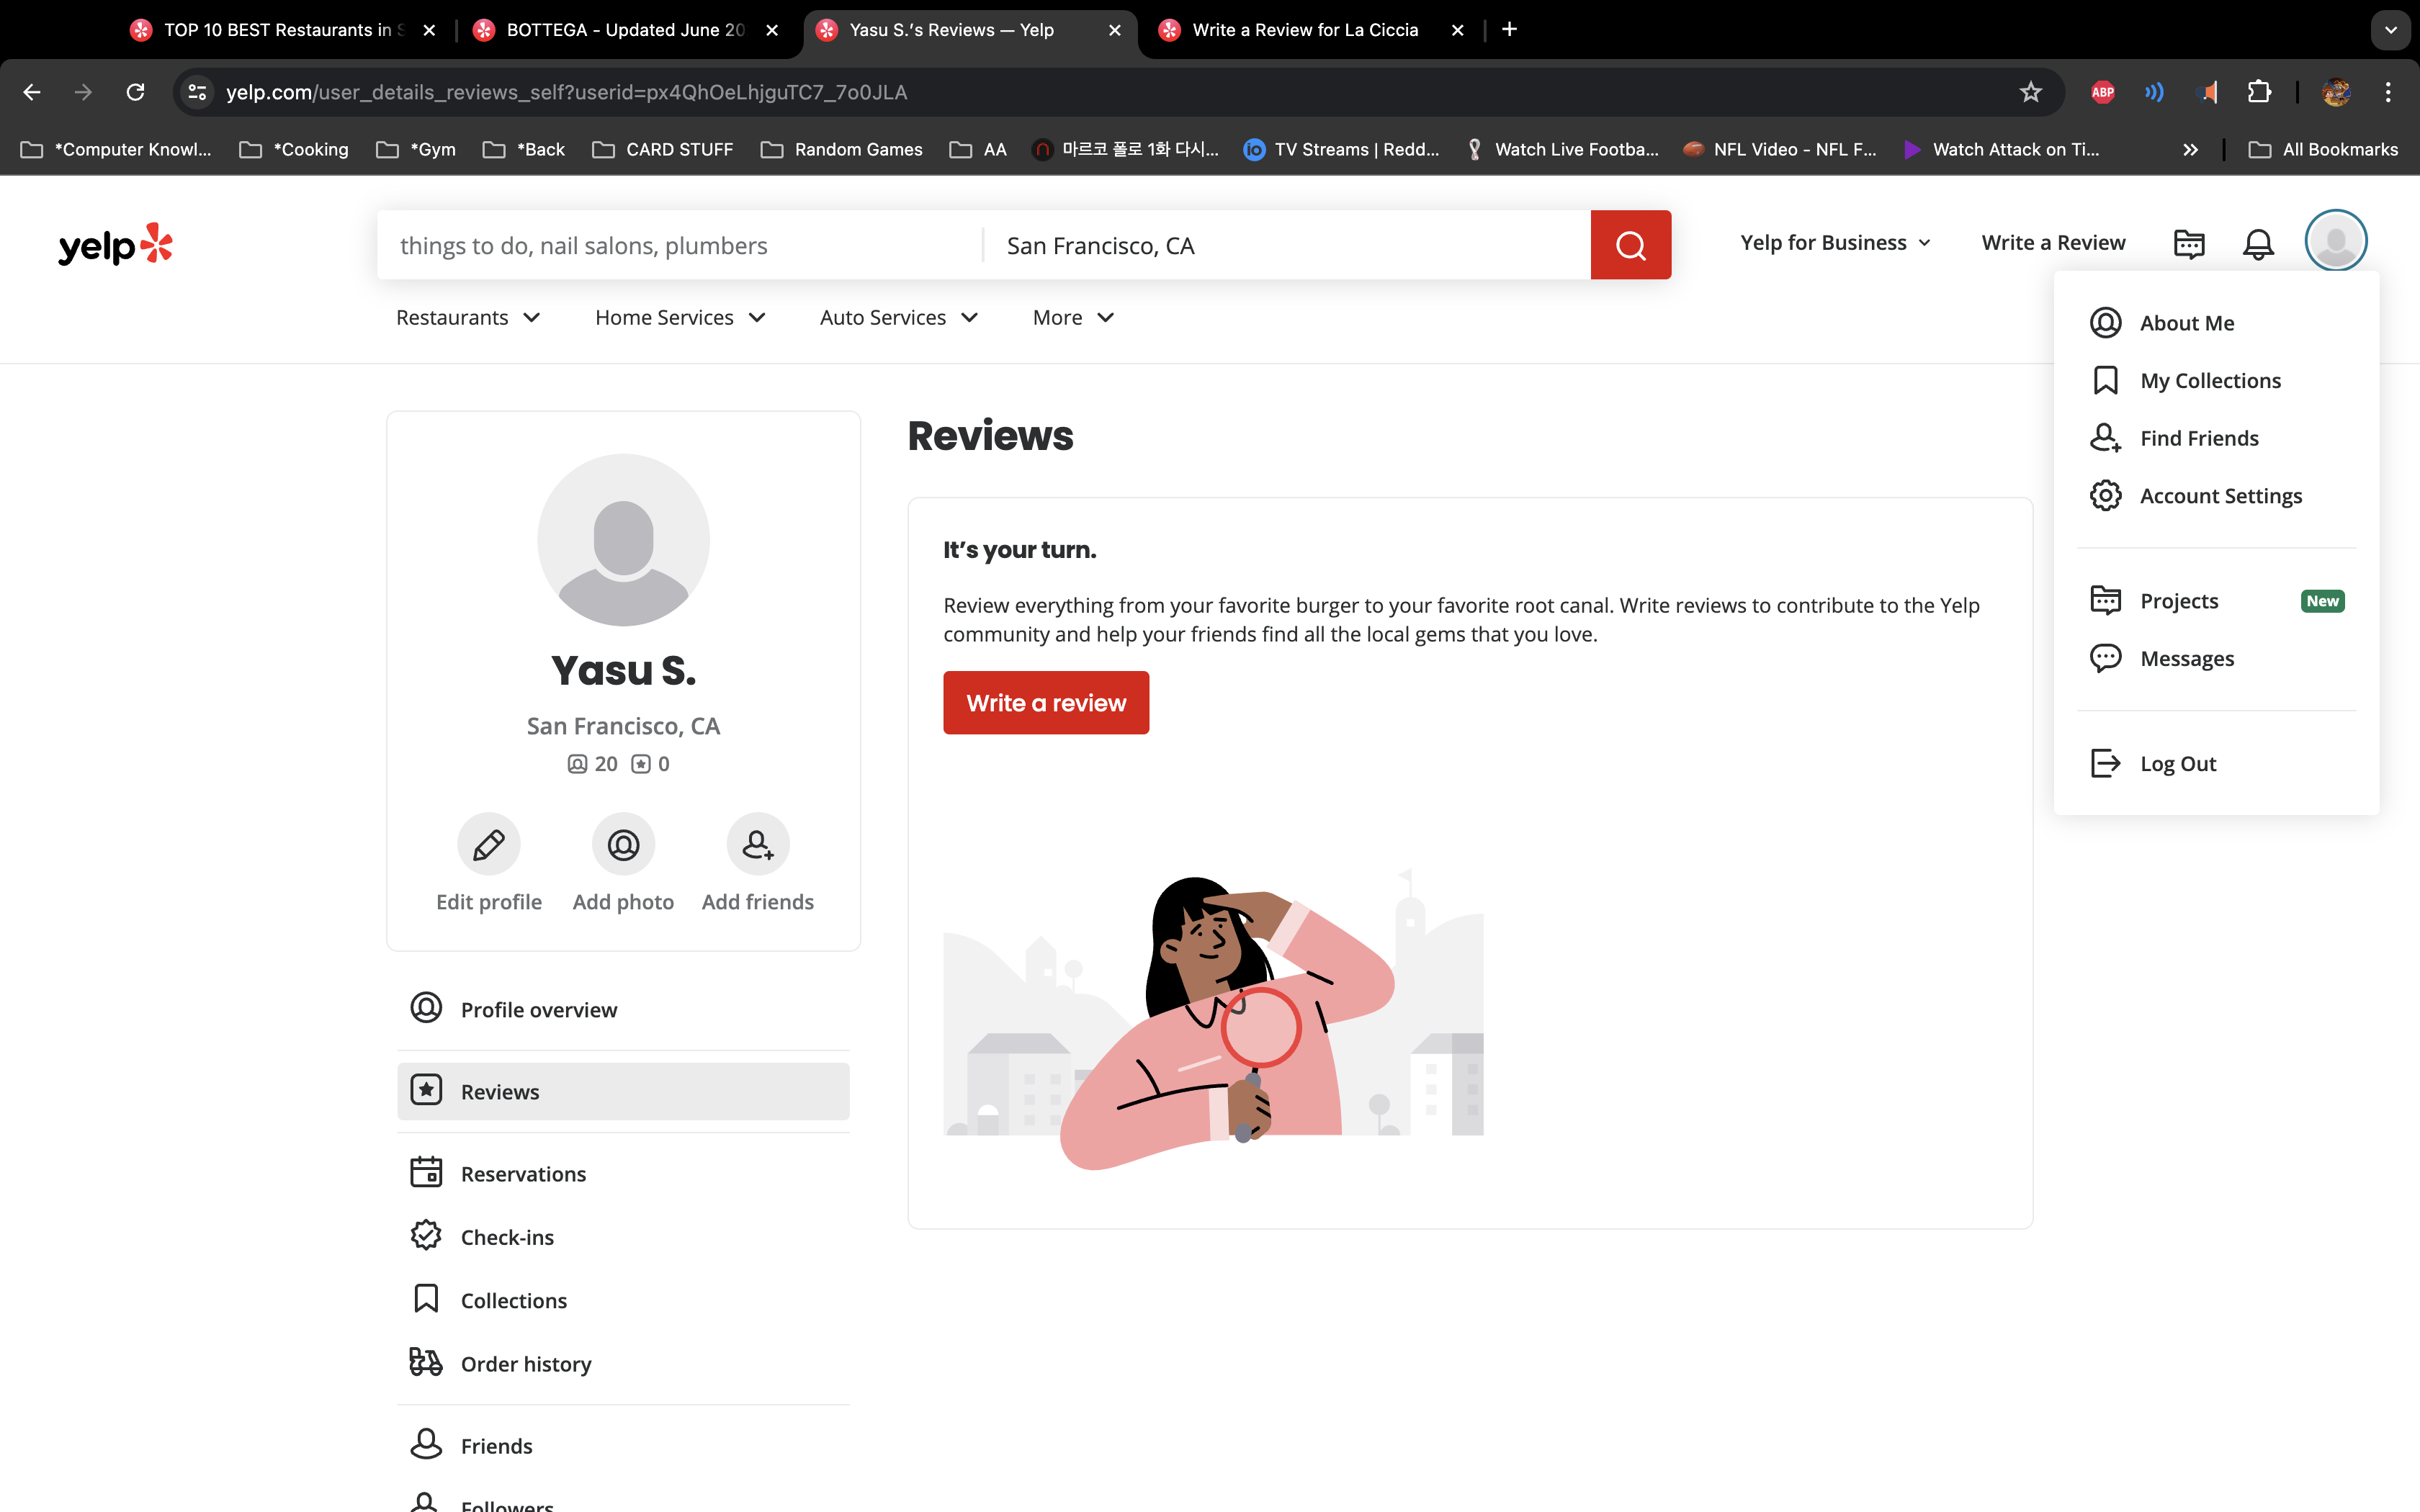 TOP 10 BEST Restaurants in S
BOTTEGA - Updated June 20
Yasu S.'s Reviews — Yelp
Write a Review for La Ciccia
yelp.com/user_details_reviews_self?userid=px4QhOeLhjguTC7_7o0JLA
ABP
*Computer Knowl...
*Cooking
*Gym
*Back
CARD STUFF
Random Games
AA
마르코 폴로 1화 다시...
TV Streams | Redd...
Watch Live Footba...
NFL Video - NFL F...
Watch Attack on Ti...
All Bookmarks
yelp
things to do, nail salons, plumbers
San Francisco, CA
Yelp for Business
Write a Review
Restaurants
Home Services
Auto Services
More
About Me
My Collections
Find Friends
Account Settings
Projects
New
Messages
Log Out
Yasu S.
San Francisco, CA
20 0
Edit profile
Add photo
Add friends
Profile overview
Reviews
Reservations
Check-ins
Collections
Order history
Friends
Followers
Reviews
It's your turn.
Review everything from your favorite burger to your favorite root canal. Write reviews to contribute to the Yelp
community and help your friends find all the local gems that you love.
Write a review